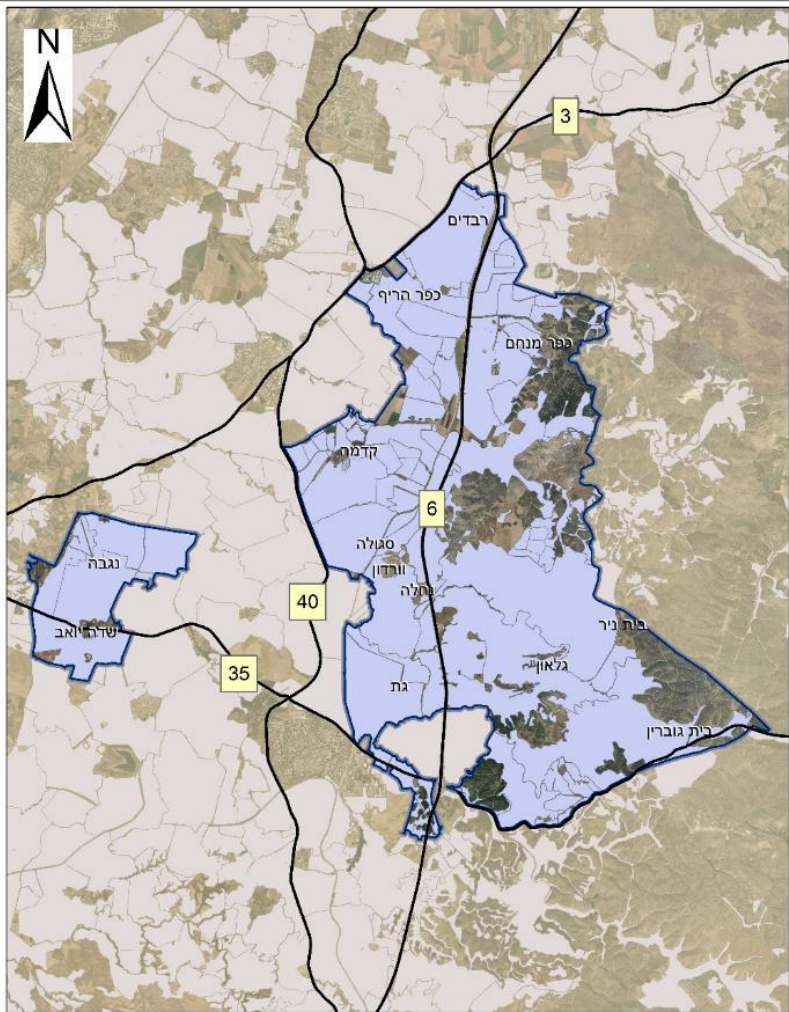 N
3
רבדים
כפר הריף
כפר מנחם
קדמה
6
סגולה
וורדון
נגבה
נחלה
40
שדה יואב
בית ניר
גלאון
35
גת
בית גוברין